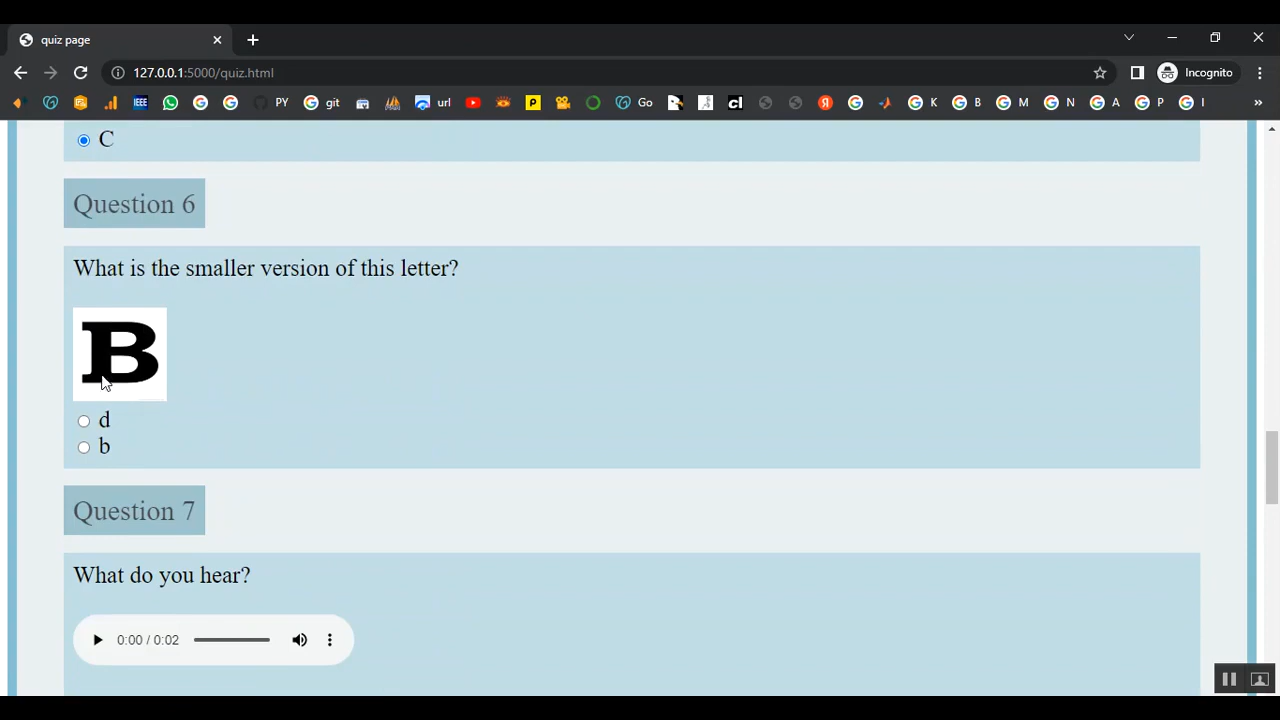 quiz page
127.0.0.1:5000/quiz.html
Incognito
IEEE PY git url Go cl Я K B M N A P I »
C
Question 6
What is the smaller version of this letter?
B
d
b
Question 7
What do you hear?
0:00 / 0:02